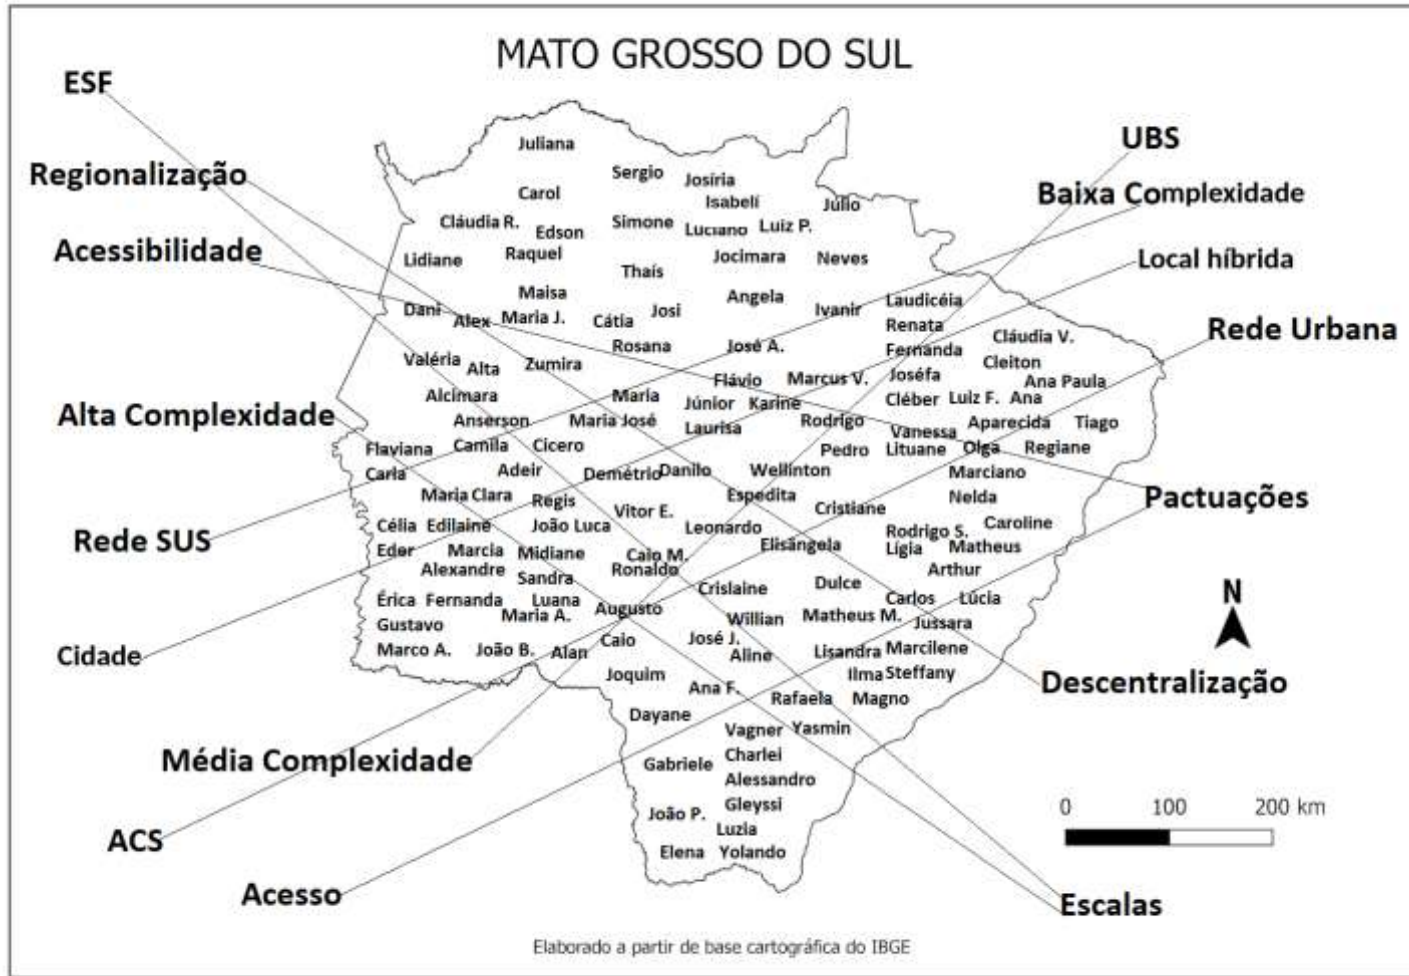 MATO GROSSO DO SUL
ESF
Regionalização
Acessibilidade
Alta Complexidade
Rede SUS
Cidade
Média Complexidade
ACS
Acesso
UBS
Baixa Complexidade
Local híbrida
Rede Urbana
Pactuações
Descentralização
Escalas
Juliana
Sergio
Josíria
Carol
Isabelí
Júlio
Cláudia R.
Edson
Simone
Luciano
Luiz P.
Lidiane
Raquel
Thaís
Jocimara
Neves
Maisa
Angela
Laudicéia
Dani
Alex
Maria J.
Cátia
Josi
Ivanir
Renata
Rosana
José A.
Fernanda
Cláudia V.
Valéria
Alta
Zumira
Cleiton
Flávio
Marcus V.
Joséfa
Ana Paula
Alcimara
Maria
Júnior
Karine
Cléber
Luiz F.
Ana
Anserson
Maria José
Laurisa
Rodrigo
Vanessa
Aparecida
Tiago
Flaviana
Camila
Cicero
Pedro
Lituane
Olga
Regiane
Carla
Adeir
Demétrio
Danilo
Wellinton
Marciano
Maria Clara
Regis
Espedita
Nelda
Vitor E.
Cristiane
Célia
Edilaine
João Luca
Leonardo
Rodrigo S.
Caroline
Eder
Marcia
Midiane
Caio M.
Elisângela
Lígia
Matheus
Alexandre
Sandra
Ronaldo
Arthur
Crislaine
Dulce
Érica
Fernanda
Luana
Augusto
Carlos
Lúcia
Gustavo
Maria A.
Willian
Matheus M.
Jussara
Marco A.
João B.
Alan
Caio
José J.
Aline
Lisandra
Marcilene
Joquim
Ilma
Steffany
Ana F.
Rafaela
Magno
Dayane
Vagner
Yasmin
Gabriele
Charlei
Alessandro
João P.
Gleyssi
Luzia
Elena
Yolando
N
0 100 200 km
Elaborado a partir de base cartográfica do IBGE